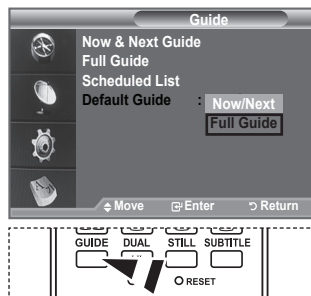 Guide
Now & Next Guide
Full Guide
Scheduled List
Default Guide : Now/Next
Full Guide
Move Enter Return
GUIDE DUAL STILL SUBTITLE
RESET